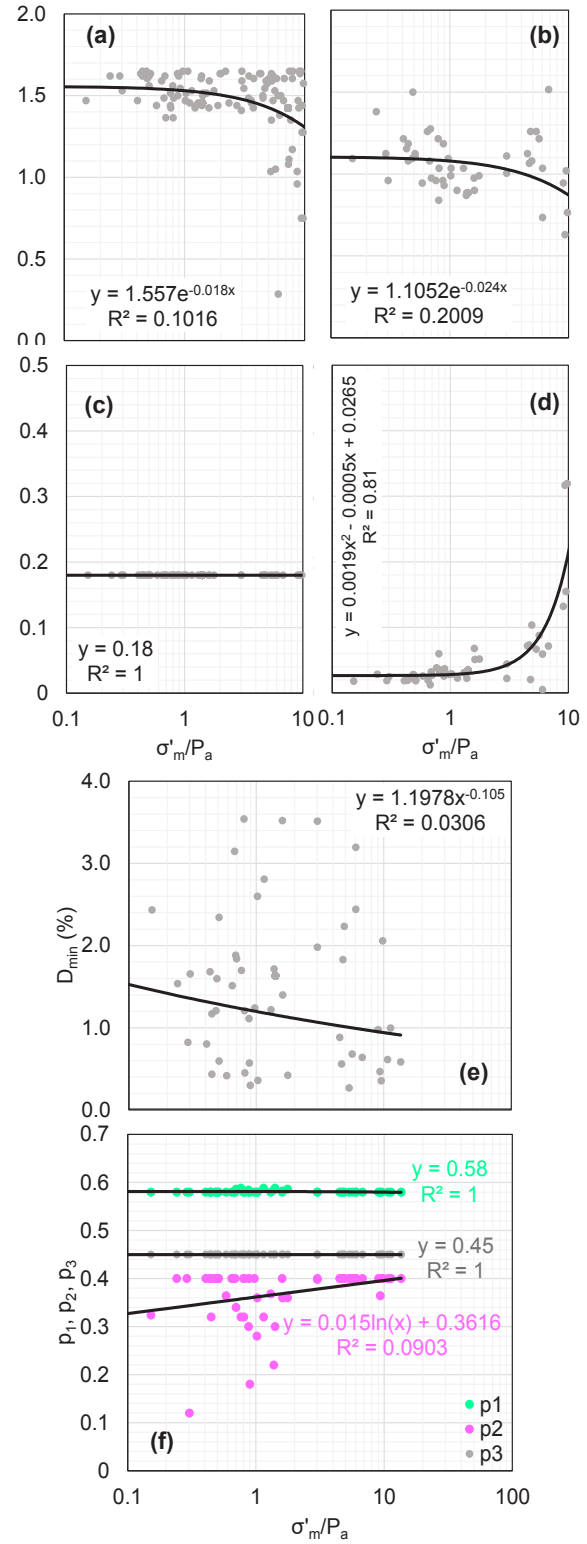 2.0
(a)
(b)
1.5
1.0
0.5
y = 1.557e^-0.018x
R² = 0.1016
y = 1.1052e^-0.024x
R² = 0.2009
0.0
0.5
(c)
(d)
0.4
0.3
y = 0.0019x² - 0.0005x + 0.0265
R² = 0.81
0.2
0.1
y = 0.18
R² = 1
0
0.1
1
10
0.1
1
10
σ'm/Pa
σ'm/Pa
4.0
y = 1.1978x^-0.105
R² = 0.0306
3.0
Dmin (%)
2.0
1.0
(e)
0.0
0.7
y = 0.58
R² = 1
0.6
0.5
y = 0.45
R² = 1
p1, p2, p3
0.4
0.3
y = 0.015ln(x) + 0.3616
R² = 0.0903
0.2
0.1
(f)
p1
p2
p3
0
0.1
1
10
100
σ'm/Pa